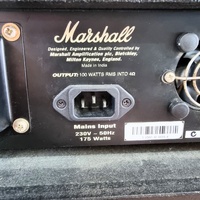 Marshall
Designed, Engineered & Quality Controlled by
Marshall Amplification plc, Bletchley,
Milton Keynes, England.
Made in India
OUTPUT: 100 WATTS RMS INTO 4Ω
Mains Input
230V ~ 50Hz
175 Watts
C